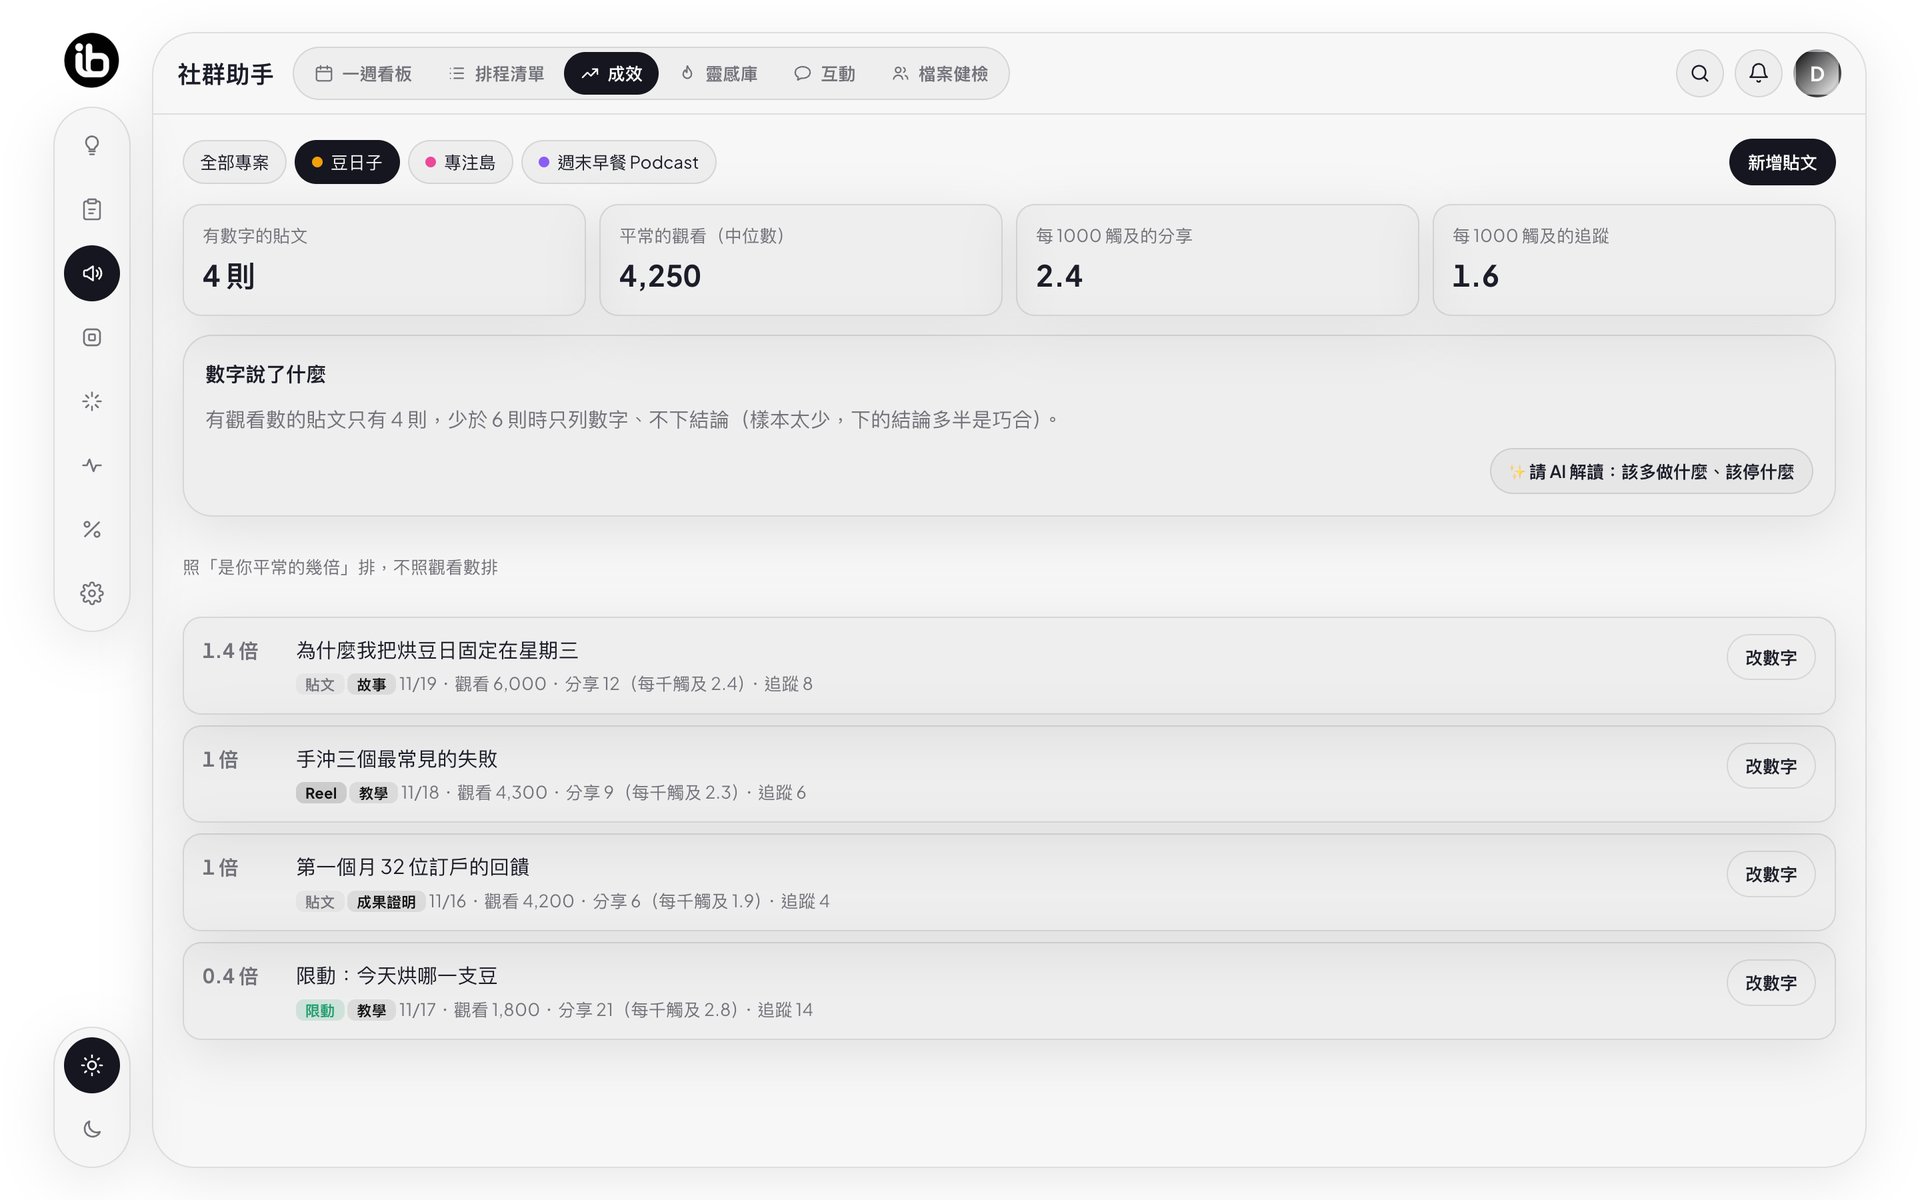 ib
社群助手
一週看板
排程清單
成效
靈感庫
互動
檔案健檢
D
全部專案
豆日子
專注島
週末早餐 Podcast
新增貼文
有數字的貼文
4 則
平常的觀看（中位數）
4,250
每 1000 觸及的分享
2.4
每 1000 觸及的追蹤
1.6
數字說了什麼
有觀看數的貼文只有 4 則，少於 6 則時只列數字、不下結論（樣本太少，下的結論多半是巧合）。
✨ 請 AI 解讀：該多做什麼、該停什麼
照「是你平常的幾倍」排，不照觀看數排
1.4 倍
為什麼我把烘豆日固定在星期三
改數字
貼文 故事 11/19 · 觀看 6,000 · 分享 12（每千觸及 2.4）· 追蹤 8
1 倍
手沖三個最常見的失敗
改數字
Reel 教學 11/18 · 觀看 4,300 · 分享 9（每千觸及 2.3）· 追蹤 6
1 倍
第一個月 32 位訂戶的回饋
改數字
貼文 成果證明 11/16 · 觀看 4,200 · 分享 6（每千觸及 1.9）· 追蹤 4
0.4 倍
限動：今天烘哪一支豆
改數字
限動 教學 11/17 · 觀看 1,800 · 分享 21（每千觸及 2.8）· 追蹤 14